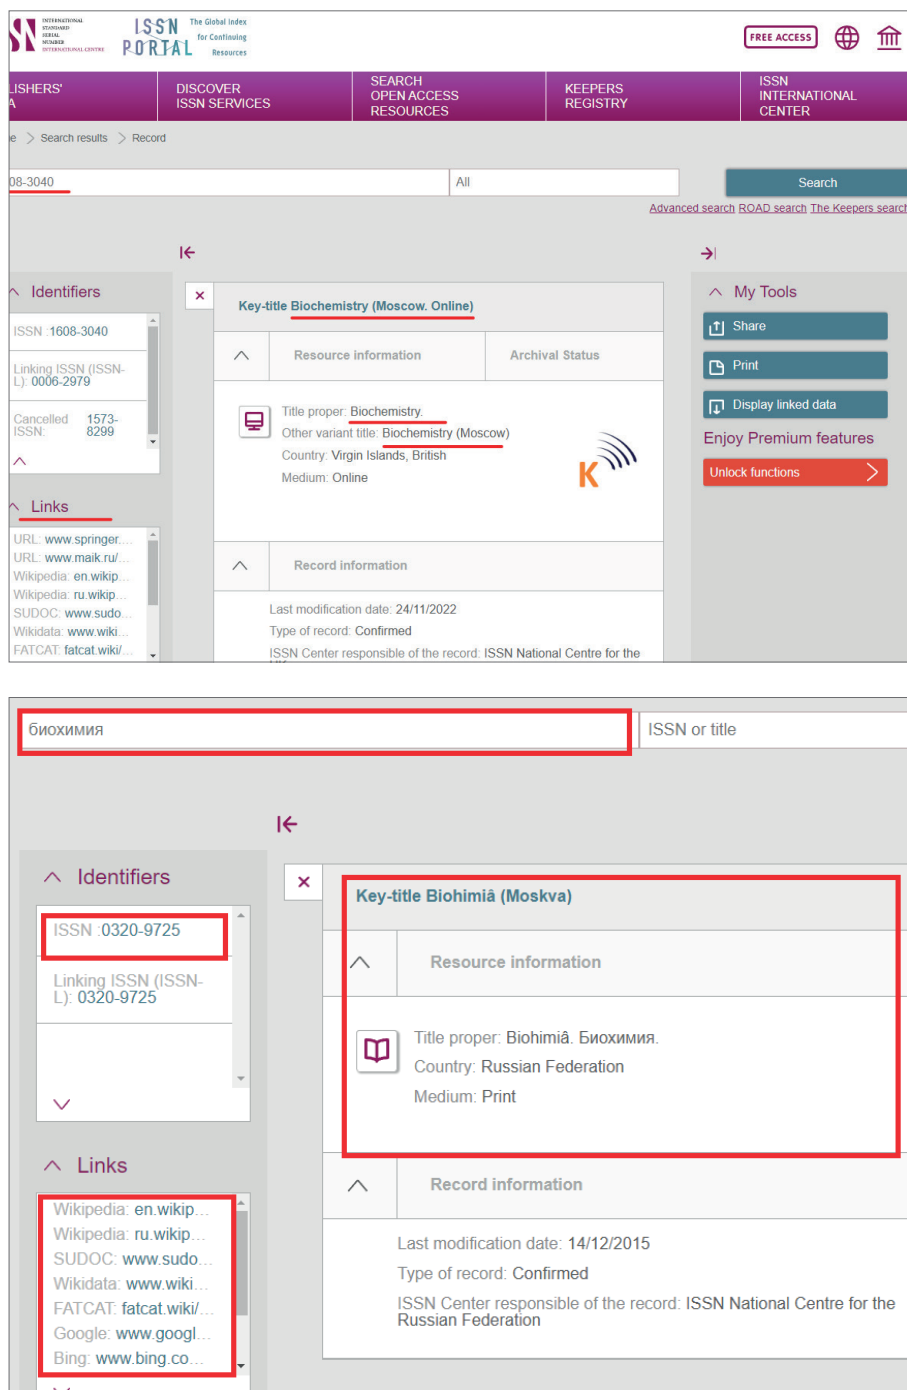 INTERNATIONAL
STANDARD
SERIAL
NUMBER
INTERNATIONAL CENTRE
SN
ISSN
PORTAL
The Global Index
for Continuing
Resources
FREE ACCESS
LISHERS'
A
DISCOVER
ISSN SERVICES
SEARCH
OPEN ACCESS
RESOURCES
KEEPERS
REGISTRY
ISSN
INTERNATIONAL
CENTER
e > Search results > Record
08-3040
All
Search
Advanced search ROAD search The Keepers search
Identifiers
ISSN :1608-3040
Linking ISSN (ISSN-
L): 0006-2979
Cancelled 1573-
ISSN: 8299
Links
URL: www.springer....
URL: www.maik.ru/...
Wikipedia: en.wikip...
Wikipedia: ru.wikip...
SUDOC: www.sudo...
Wikidata: www.wiki...
FATCAT: fatcat.wiki/...
Key-title Biochemistry (Moscow. Online)
Resource information
Archival Status
Title proper: Biochemistry.
Other variant title: Biochemistry (Moscow)
Country: Virgin Islands, British
Medium: Online
K
Record information
Last modification date: 24/11/2022
Type of record: Confirmed
ISSN Center responsible of the record: ISSN National Centre for the
My Tools
Share
Print
Display linked data
Enjoy Premium features
Unlock functions
биохимия
ISSN or title
Identifiers
ISSN :0320-9725
Linking ISSN (ISSN-
L): 0320-9725
Links
Wikipedia: en.wikip...
Wikipedia: ru.wikip...
SUDOC: www.sudo...
Wikidata: www.wiki...
FATCAT: fatcat.wiki/...
Google: www.googl...
Bing: www.bing.co...
Key-title Biohimiâ (Moskva)
Resource information
Title proper: Biohimiâ. Биохимия.
Country: Russian Federation
Medium: Print
Record information
Last modification date: 14/12/2015
Type of record: Confirmed
ISSN Center responsible of the record: ISSN National Centre for the
Russian Federation